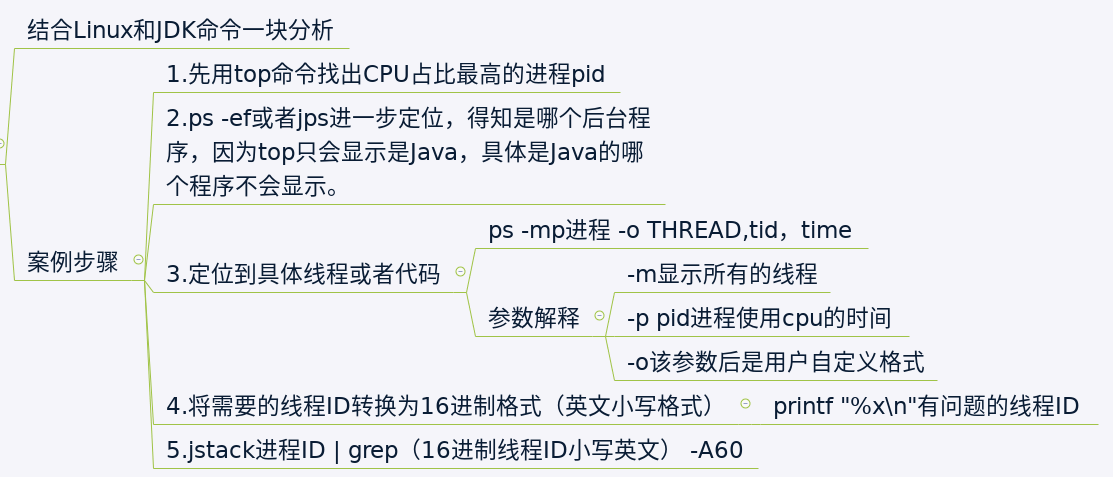 结合Linux和JDK命令一块分析
案例步骤
1.先用top命令找出CPU占比最高的进程pid
2.ps -ef或者jps进一步定位，得知是哪个后台程
序，因为top只会显示是Java，具体是Java的哪
个程序不会显示。
3.定位到具体线程或者代码
ps -mp进程 -o THREAD,tid，time
参数解释
-m显示所有的线程
-p pid进程使用cpu的时间
-o该参数后是用户自定义格式
4.将需要的线程ID转换为16进制格式（英文小写格式）
printf "%x\n"有问题的线程ID
5.jstack进程ID | grep（16进制线程ID小写英文） -A60